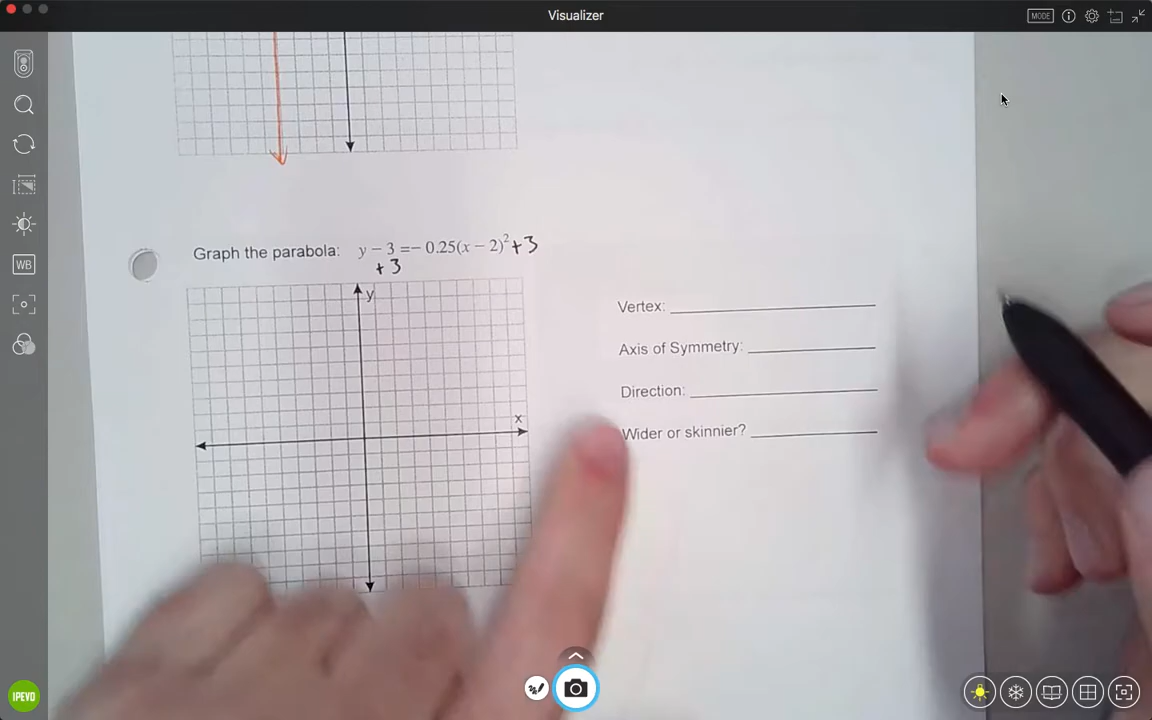 Visualizer
MODE
WB
Graph the parabola: y − 3 =− 0.25(x − 2)² +3
+3
y
x
Vertex:
Axis of Symmetry:
Direction:
Wider or skinnier?
IPEVO